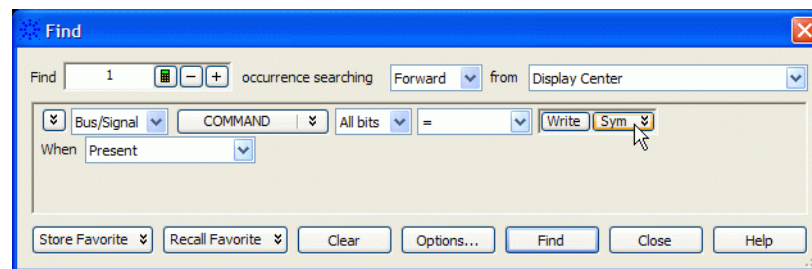 Find
Find 1 − + occurrence searching Forward from Display Center
Bus/Signal COMMAND All bits = Write Sym
When Present
Store Favorite Recall Favorite Clear Options... Find Close Help